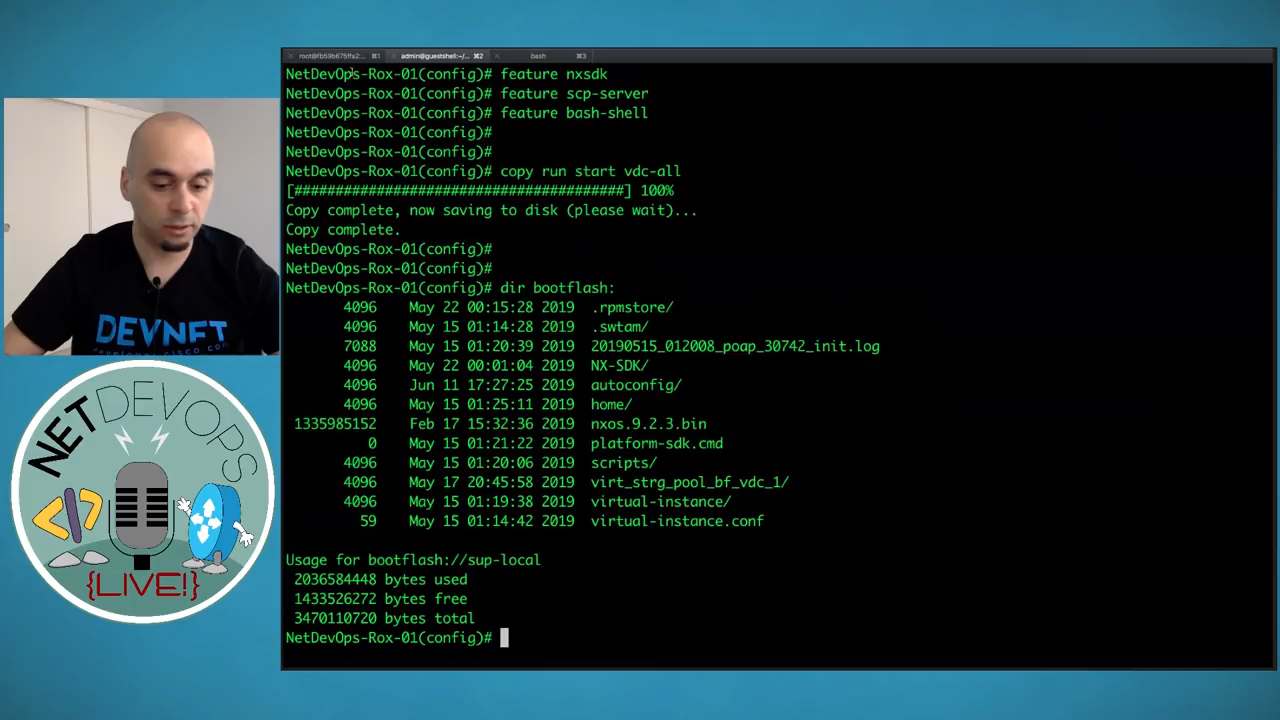 root@fb59b675ffa2:... ⌘1 admin@guestshell:~/... ⌘2 bash ⌘3
NetDevOps-Rox-01(config)# feature nxsdk
NetDevOps-Rox-01(config)# feature scp-server
NetDevOps-Rox-01(config)# feature bash-shell
NetDevOps-Rox-01(config)#
NetDevOps-Rox-01(config)#
NetDevOps-Rox-01(config)# copy run start vdc-all
[########################################] 100%
Copy complete, now saving to disk (please wait)...
Copy complete.
NetDevOps-Rox-01(config)#
NetDevOps-Rox-01(config)#
NetDevOps-Rox-01(config)# dir bootflash:
4096 May 22 00:15:28 2019 .rpmstore/
4096 May 15 01:14:28 2019 .swtam/
7088 May 15 01:20:39 2019 20190515_012008_poap_30742_init.log
4096 May 22 00:01:04 2019 NX-SDK/
4096 Jun 11 17:27:25 2019 autoconfig/
4096 May 15 01:25:11 2019 home/
1335985152 Feb 17 15:32:36 2019 nxos.9.2.3.bin
0 May 15 01:21:22 2019 platform-sdk.cmd
4096 May 15 01:20:06 2019 scripts/
4096 May 17 20:45:58 2019 virt_strg_pool_bf_vdc_1/
4096 May 15 01:19:38 2019 virtual-instance/
59 May 15 01:14:42 2019 virtual-instance.conf
Usage for bootflash://sup-local
2036584448 bytes used
1433526272 bytes free
3470110720 bytes total
NetDevOps-Rox-01(config)#
DEVNET
developer.cisco.com
NETDEVOPS
{LIVE!}